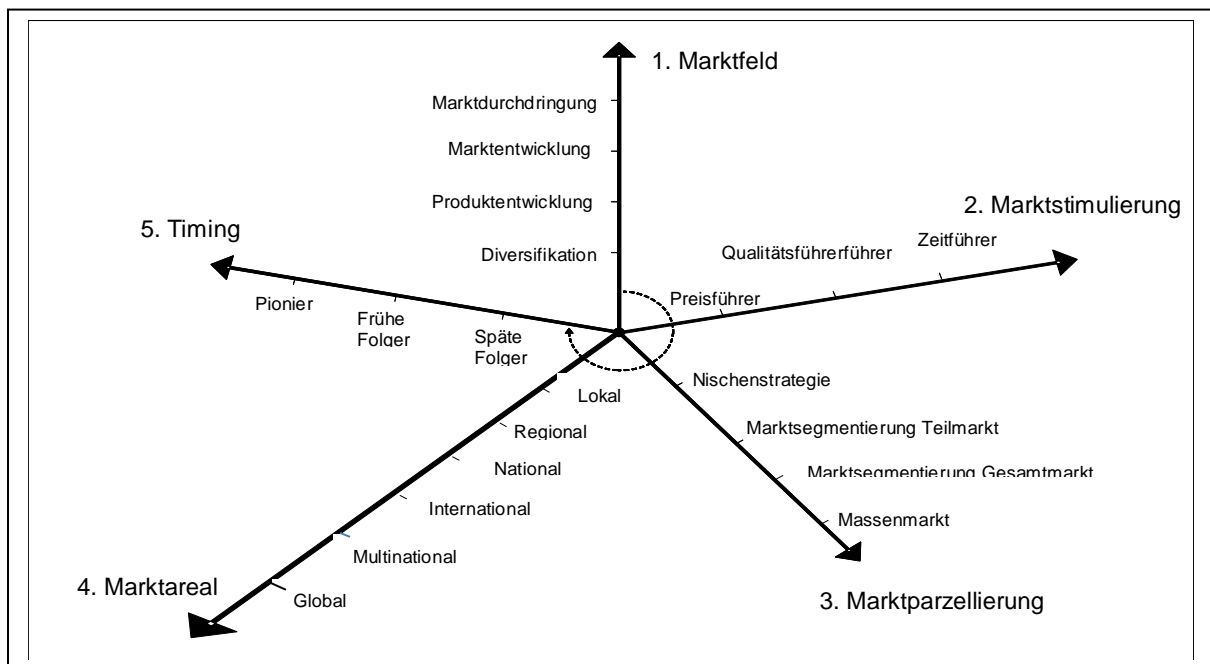 1. Marktfeld
Marktdurchdringung
Marktentwicklung
Produktentwicklung
Diversifikation
2. Marktstimulierung
Zeitführer
Qualitätsführerführer
Preisführer
5. Timing
Pionier
Frühe
Folger
Späte
Folger
Nischenstrategie
Marktsegmentierung Teilmarkt
Marktsegmentierung Gesamtmarkt
Massenmarkt
3. Marktparzellierung
Lokal
Regional
National
International
Multinational
Global
4. Marktareal